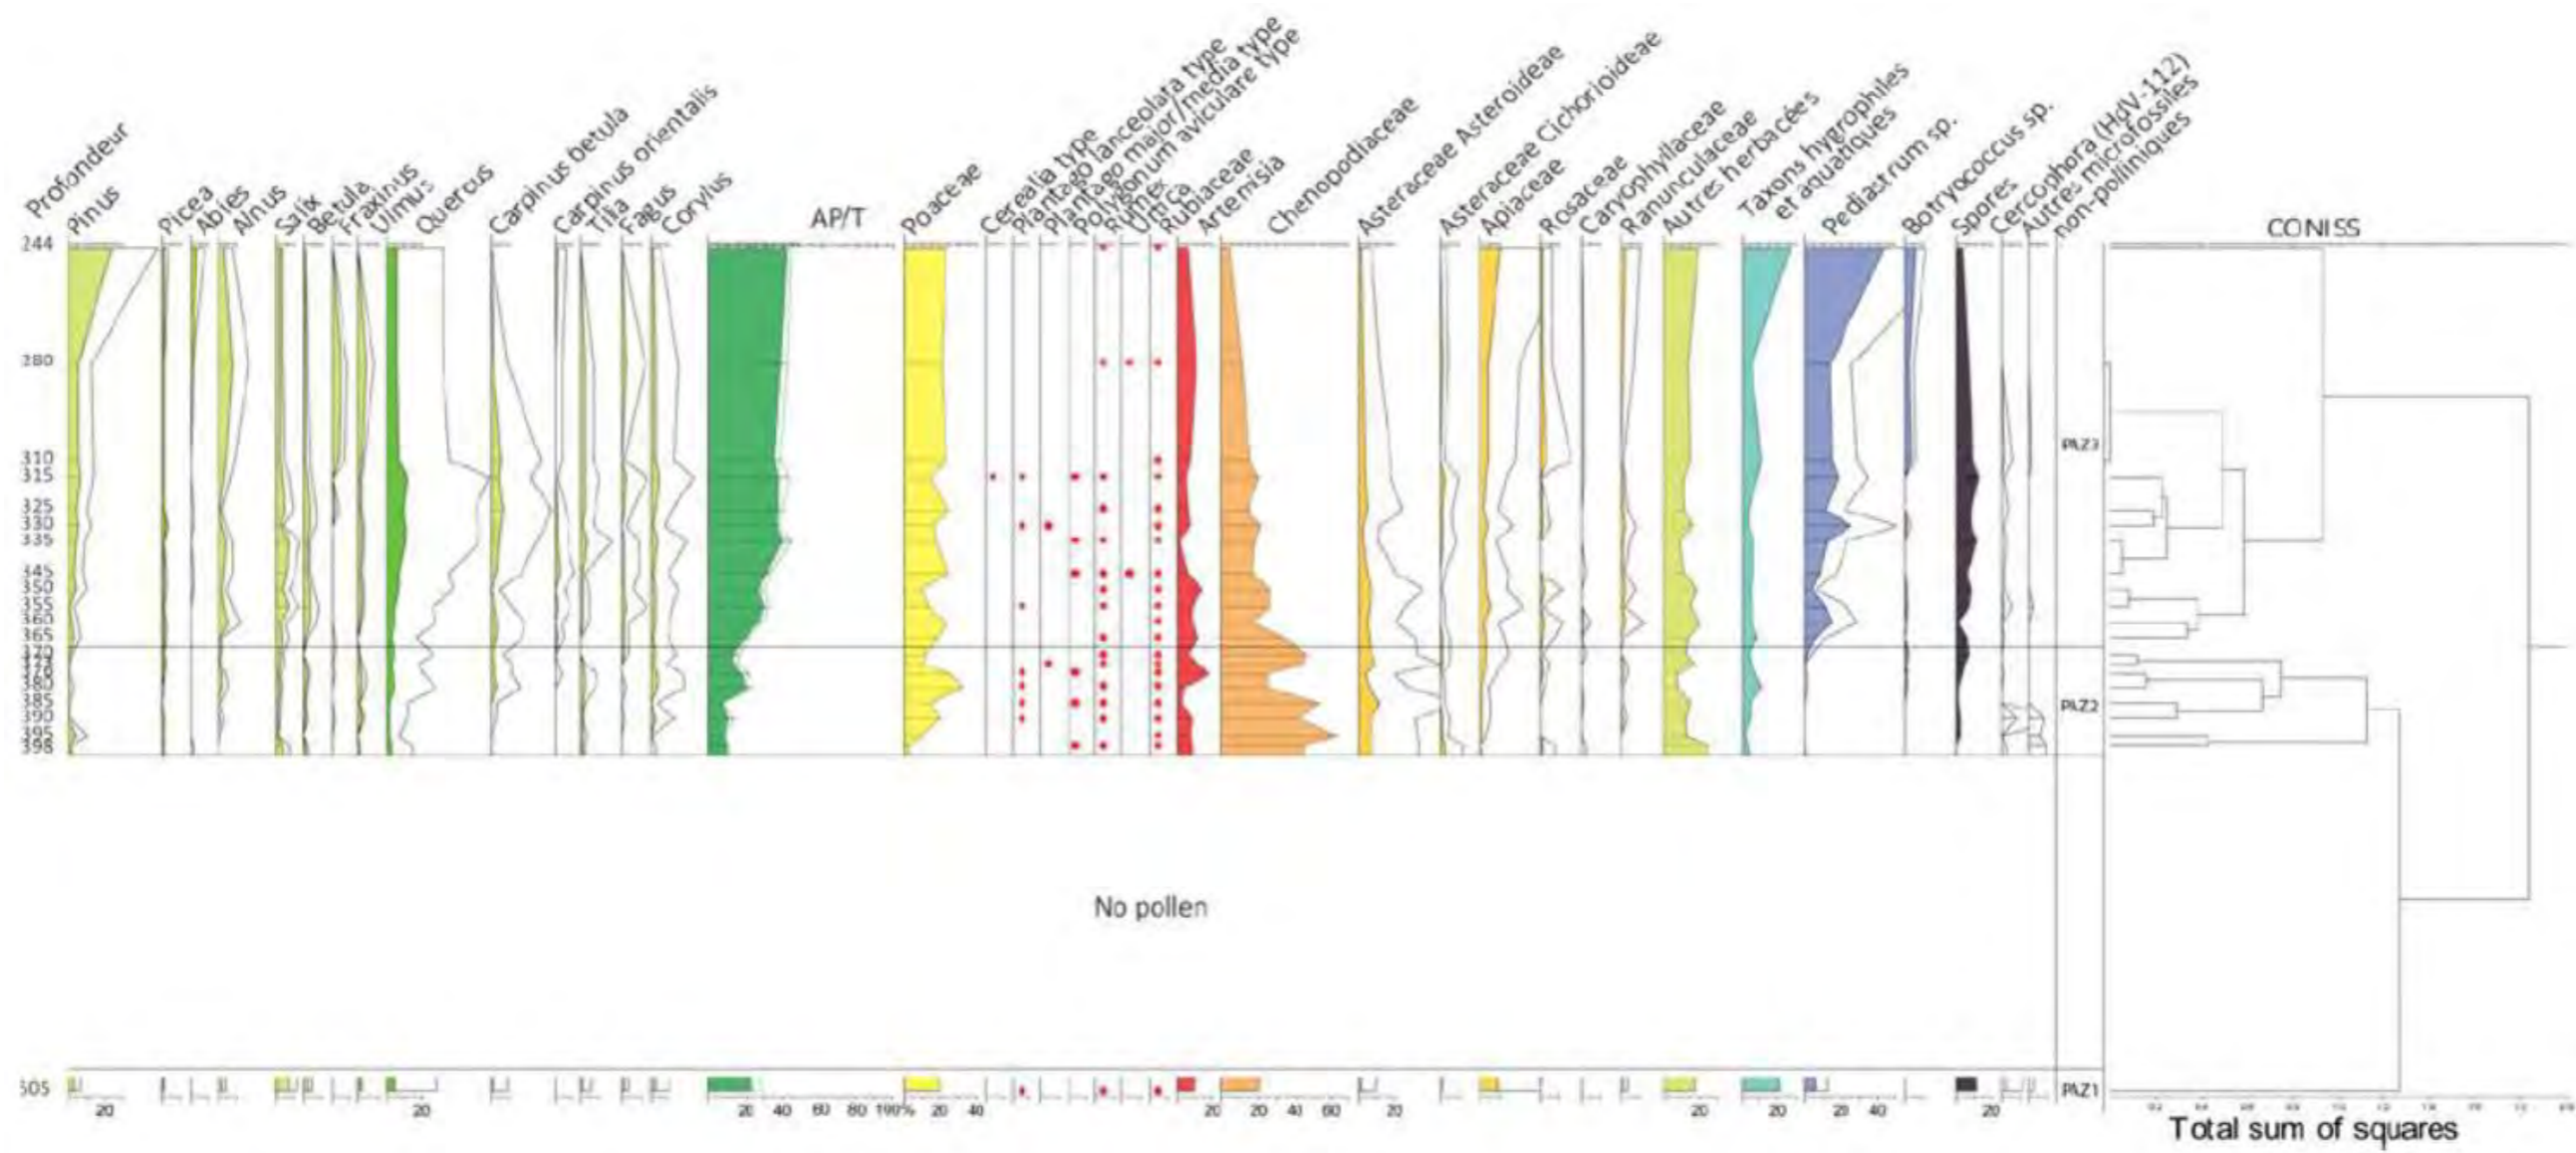 Profondeur
Pinus
Picea
Abies
Alnus
Salix
Betula
Fraxinus
Ulmus
Quercus
Carpinus betula
Carpinus orientalis
Tilia
Fagus
Corylus
AP/T
Poaceae
Cerealia type
Plantago lanceolata type
Plantago major/media type
Polygonum aviculare type
Rumex
Urtica
Rubiaceae
Artemisia
Chenopodiaceae
Asteraceae Asteroideae
Asteraceae Cichorioideae
Apiaceae
Rosaceae
Caryophyllaceae
Ranunculaceae
Autres herbacées
Taxons hygrophiles
et aquatiques
Pediastrum sp.
Botryococcus sp.
Spores
Cercophora (HdV-112)
Autres microfossiles
non-polliniques
CONISS
244
280
310
315
325
330
335
345
350
355
360
365
370
380
385
390
395
398
PAZ3
PAZ2
No pollen
505
PAZ1
20 20 20 40 60 80 100% 20 40 20 20 40 60 20 20 20 20 40 20
Total sum of squares